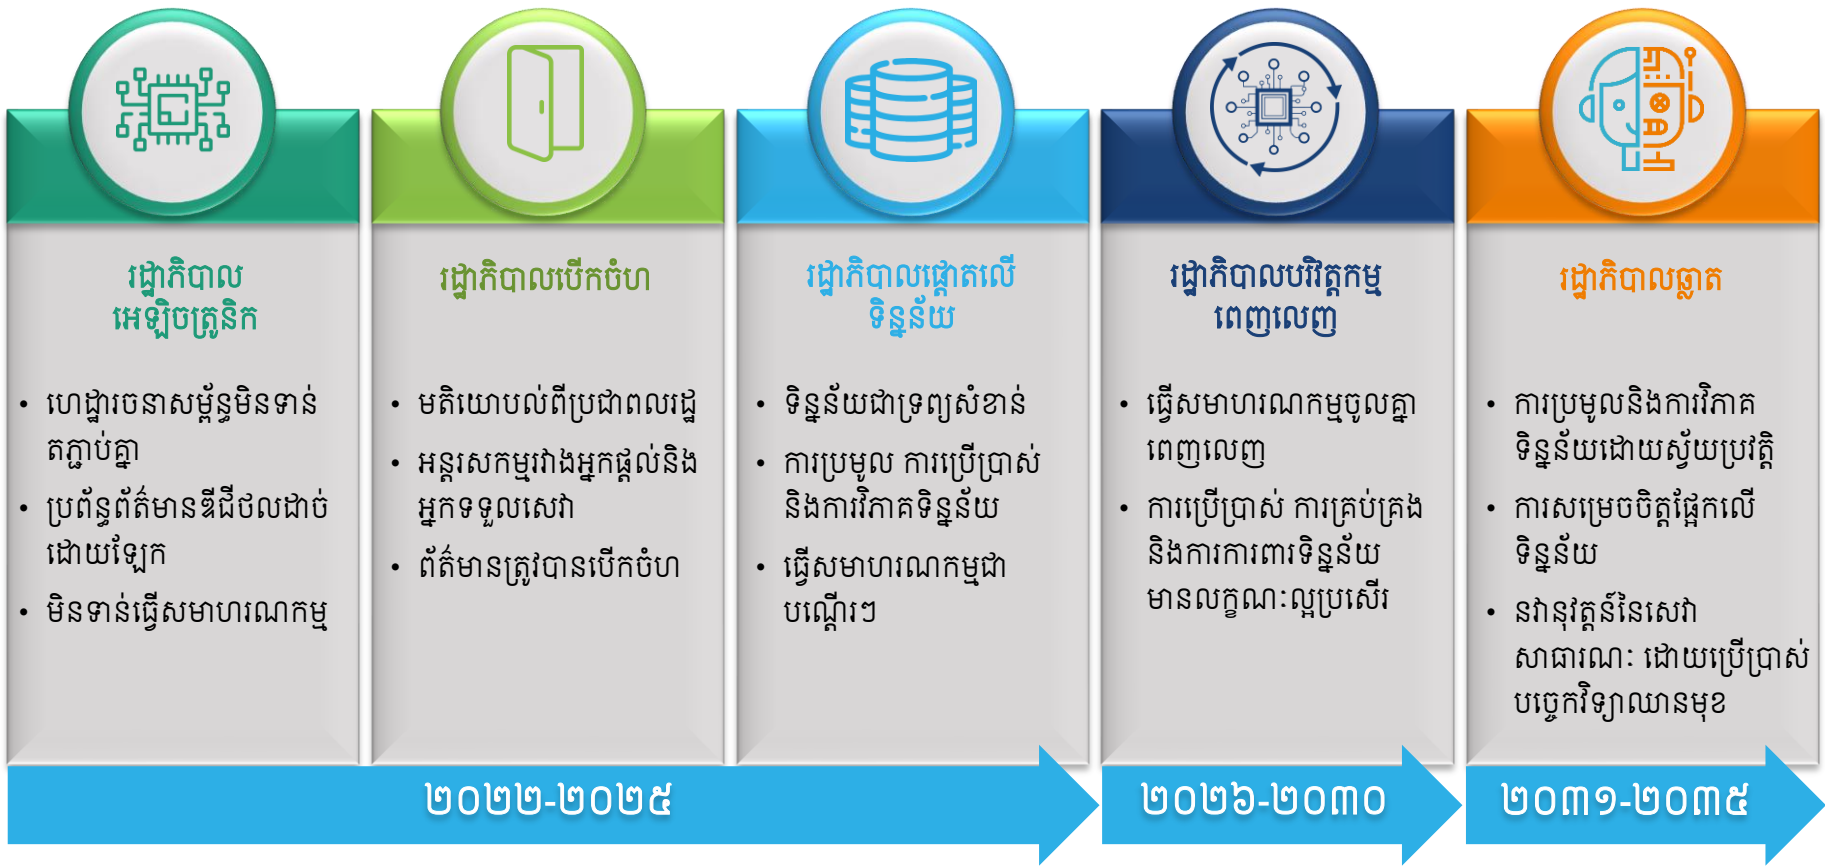 រដ្ឋាភិបាល
អេឡិចត្រូនិក
• ហេដ្ឋារចនាសម្ព័ន្ធមិនទាន់
តភ្ជាប់គ្នា
• ប្រព័ន្ធព័ត៌មានឌីជីថលដាច់
ដោយឡែក
• មិនទាន់ធ្វើសមាហរណកម្ម
រដ្ឋាភិបាលបើកចំហ
• មតិយោបល់ពីប្រជាពលរដ្ឋ
• អន្តរសកម្មរវាងអ្នកផ្តល់និង
អ្នកទទួលសេវា
• ព័ត៌មានត្រូវបានបើកចំហ
រដ្ឋាភិបាលផ្តោតលើ
ទិន្នន័យ
• ទិន្នន័យជាទ្រព្យសំខាន់
• ការប្រមូល ការប្រើប្រាស់
និងការវិភាគទិន្នន័យ
• ធ្វើសមាហរណកម្មជា
បណ្តើរៗ
រដ្ឋាភិបាលបរិវត្តកម្ម
ពេញលេញ
• ធ្វើសមាហរណកម្មចូលគ្នា
ពេញលេញ
• ការប្រើប្រាស់ ការគ្រប់គ្រង
និងការការពារទិន្នន័យ
មានលក្ខណៈល្អប្រសើរ
រដ្ឋាភិបាលឆ្លាត
• ការប្រមូលនិងការវិភាគ
ទិន្នន័យដោយស្វ័យប្រវត្តិ
• ការសម្រេចចិត្តផ្អែកលើ
ទិន្នន័យ
• នវានុវត្តន៍នៃសេវា
សាធារណៈ ដោយប្រើប្រាស់
បច្ចេកវិទ្យាឈានមុខ
២០២២-២០២៥
២០២៦-២០៣០
២០៣១-២០៣៥